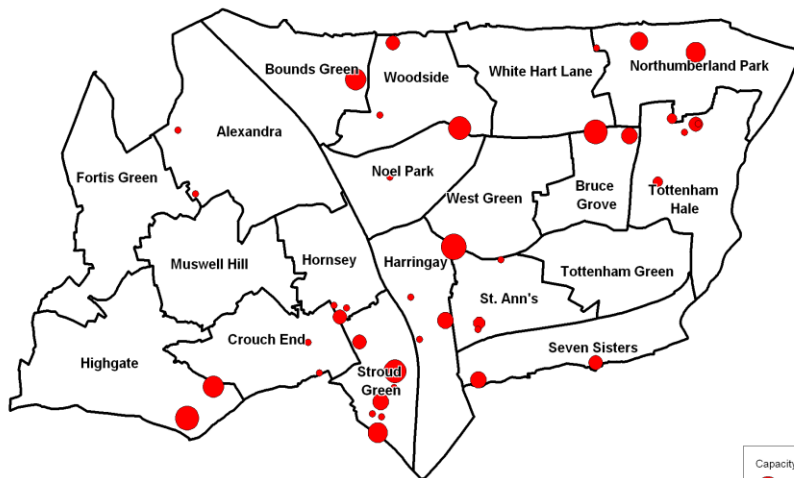 Bounds Green
Woodside
White Hart Lane
Northumberland Park
Alexandra
Fortis Green
Noel Park
West Green
Bruce
Grove
Tottenham
Hale
Muswell Hill
Hornsey
Harringay
Tottenham Green
St. Ann's
Highgate
Crouch End
Stroud
Green
Seven Sisters
Capacity